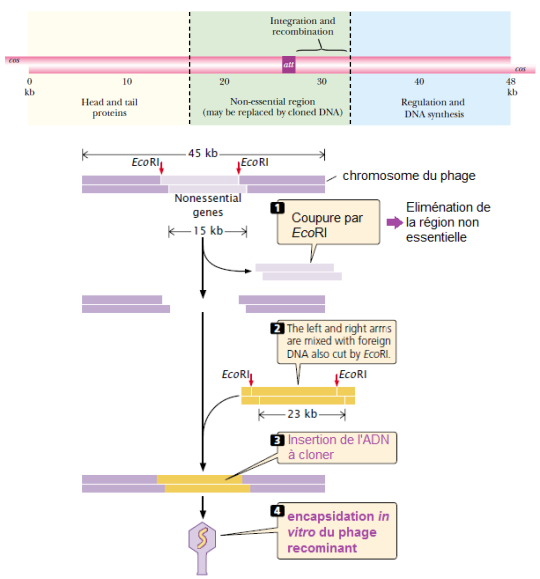 Integration and
recombination
cos
att
cos
0
kb
10
20
30
40
48
kb
Head and tail
proteins
Non-essential region
(may be replaced by cloned DNA)
Regulation and
DNA synthesis
45 kb
EcoRI
EcoRI
chromosome du phage
Nonessential
genes
15 kb
1 Coupure par
EcoRI
Eliménation de
la région non
essentielle
2 The left and right arms
are mixed with foreign
DNA also cut by EcoRI.
EcoRI
EcoRI
23 kb
3 Insertion de l'ADN
à cloner
4 encapsidation in
vitro du phage
recominant